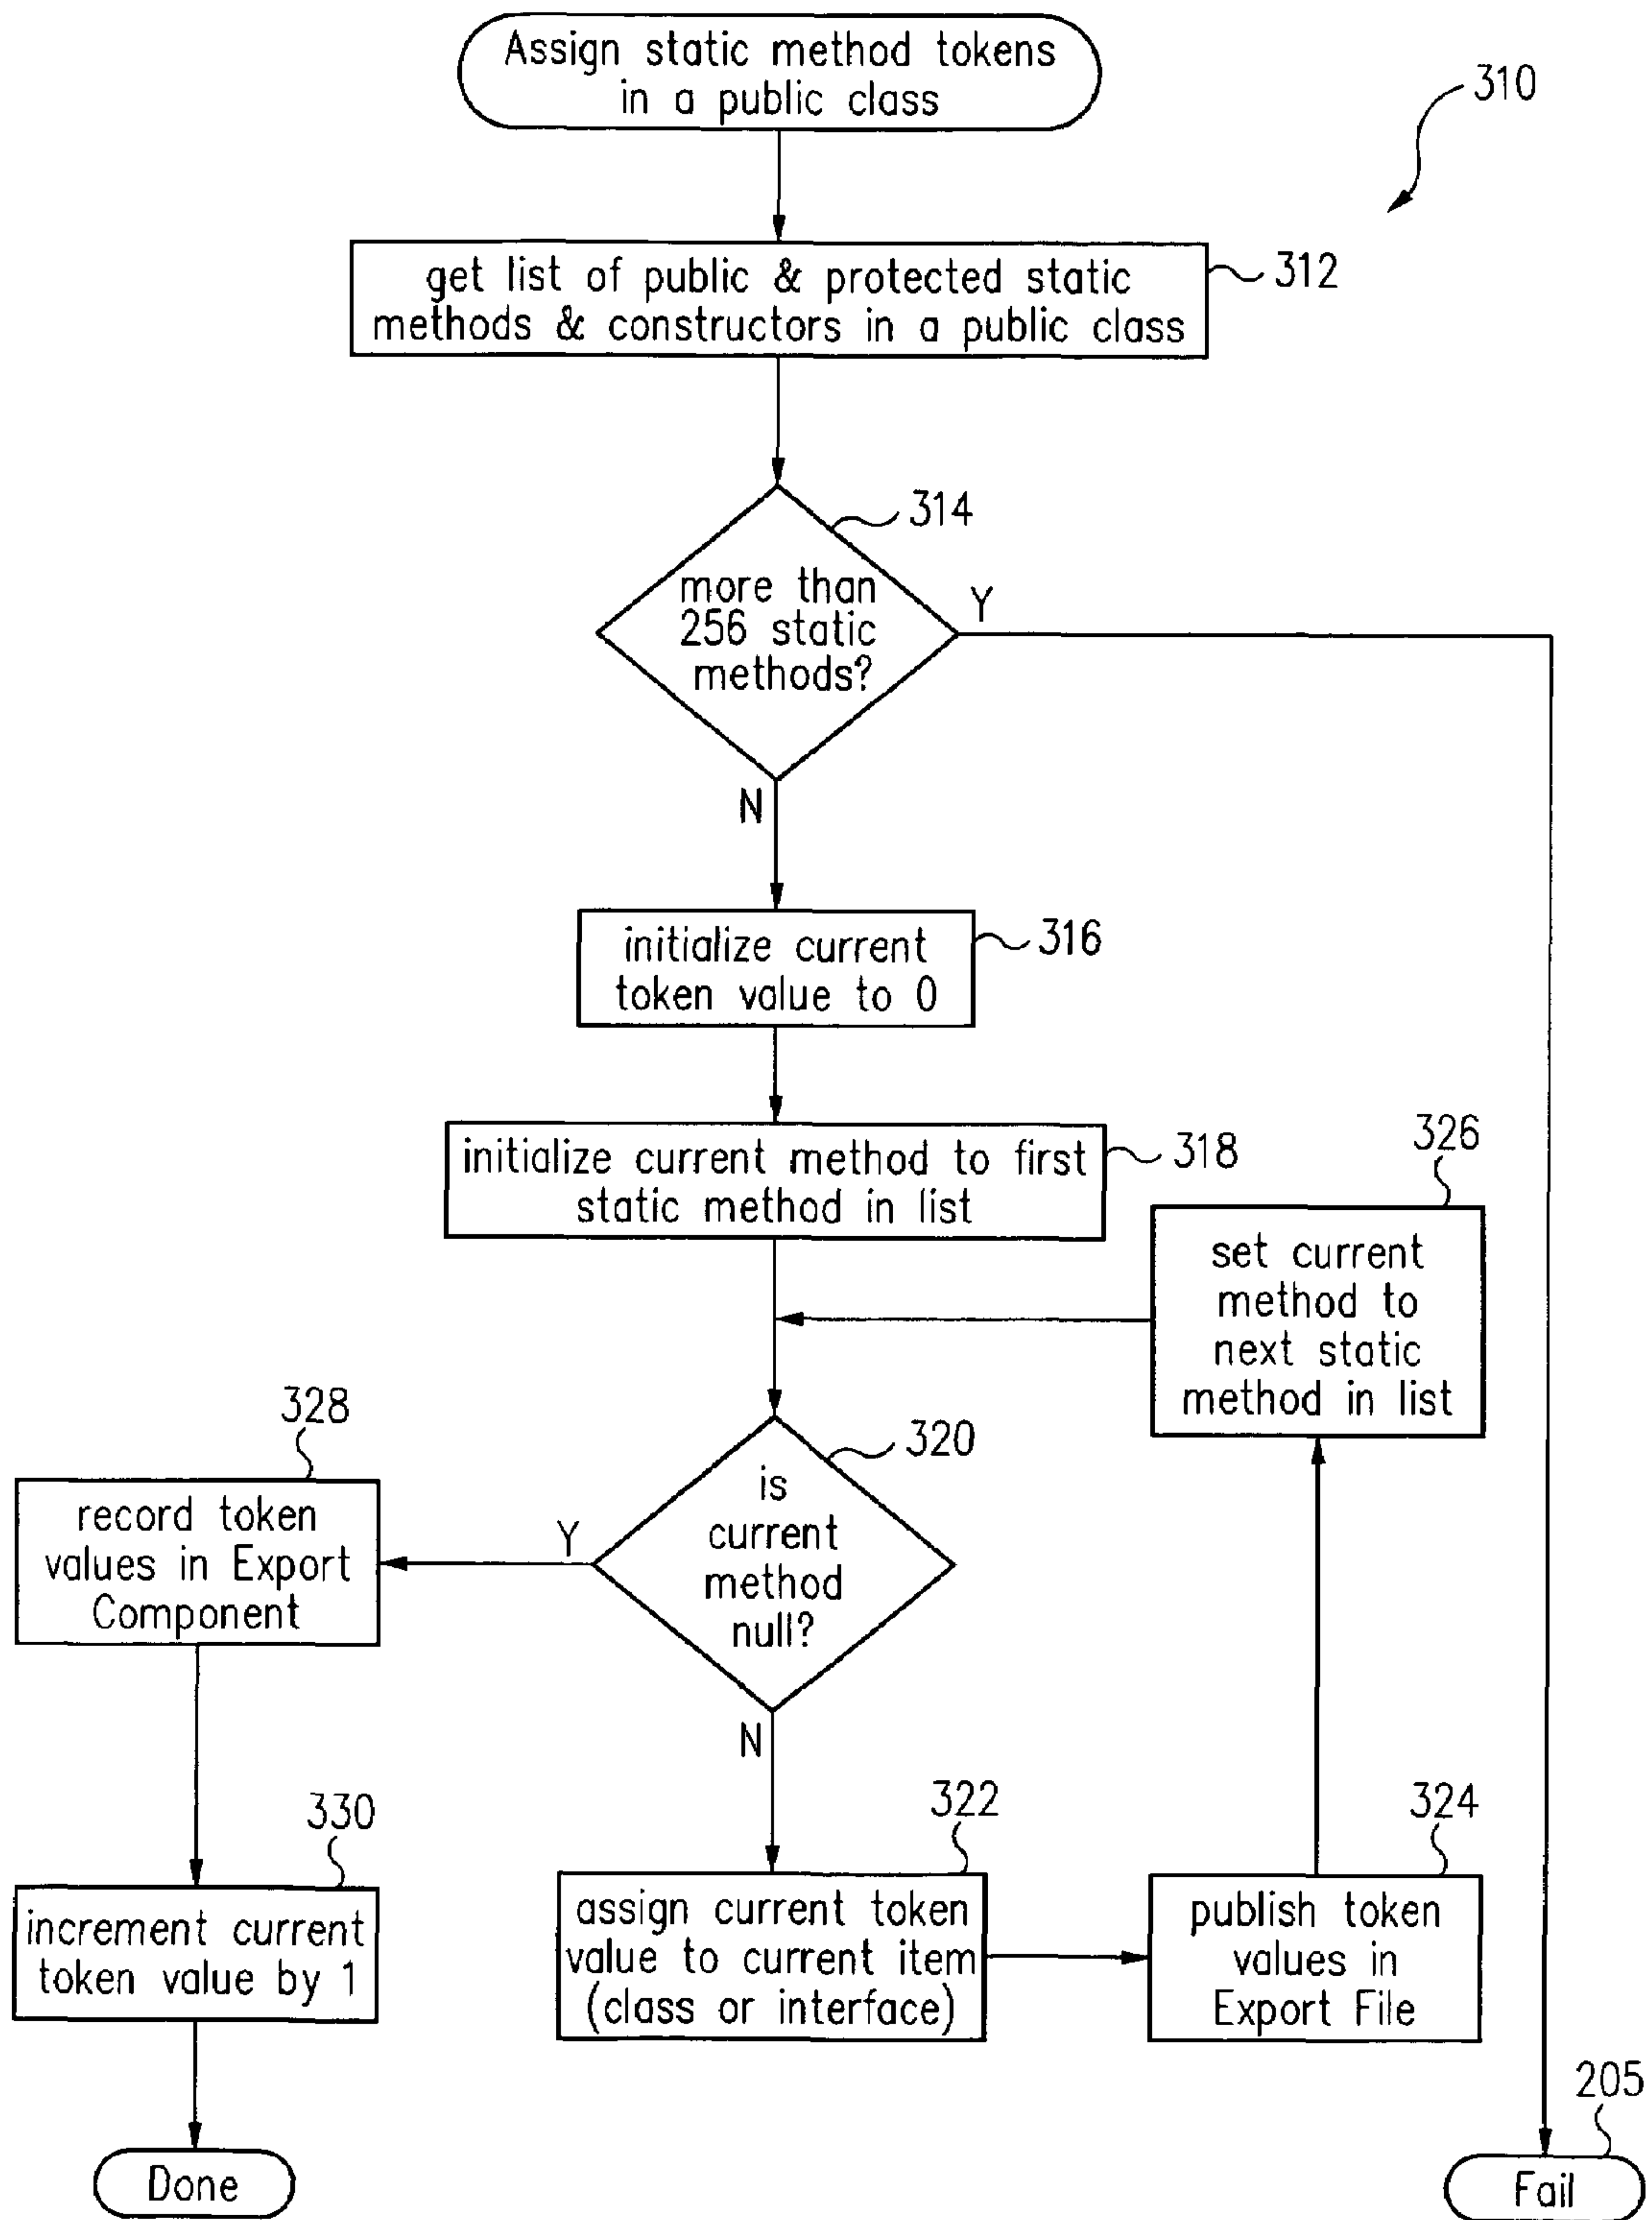 Assign static method tokens
in a public class
310
get list of public & protected static
methods & constructors in a public class
312
314
more than
256 static
methods?
Y
N
initialize current
token value to 0
316
initialize current method to first
static method in list
318
326
set current
method to
next static
method in list
328
record token
values in Export
Component
320
is
current
method
null?
Y
N
330
increment current
token value by 1
322
assign current token
value to current item
(class or interface)
324
publish token
values in
Export File
205
Done
Fail